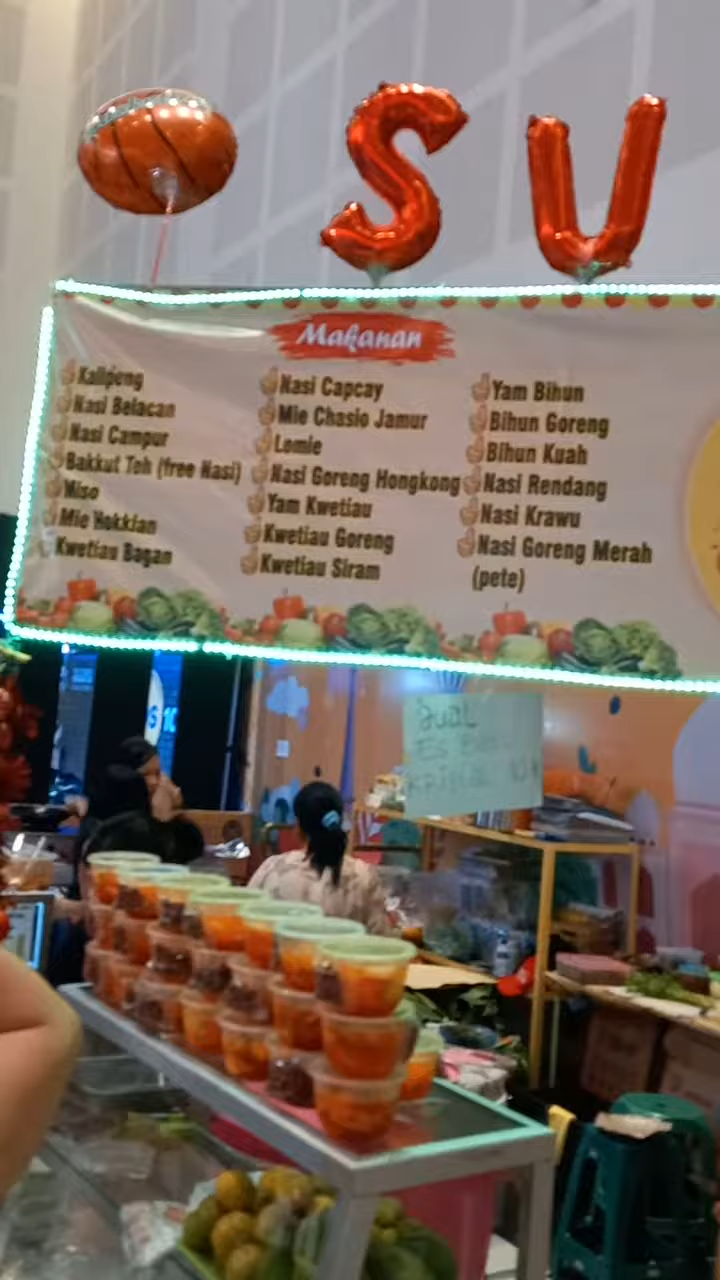 SU
Makanan
Kalipeng
Nasi Belacan
Nasi Campur
Bakkut Teh (free Nasi)
Miso
Mie Hokkian
Kwetiau Bagan
Nasi Capcay
Mie Chasio Jamur
Lomie
Nasi Goreng Hongkong
Yam Kwetiau
Kwetiau Goreng
Kwetiau Siram
Yam Bihun
Bihun Goreng
Bihun Kuah
Nasi Rendang
Nasi Krawu
Nasi Goreng Merah
(pete)
Jual
Es